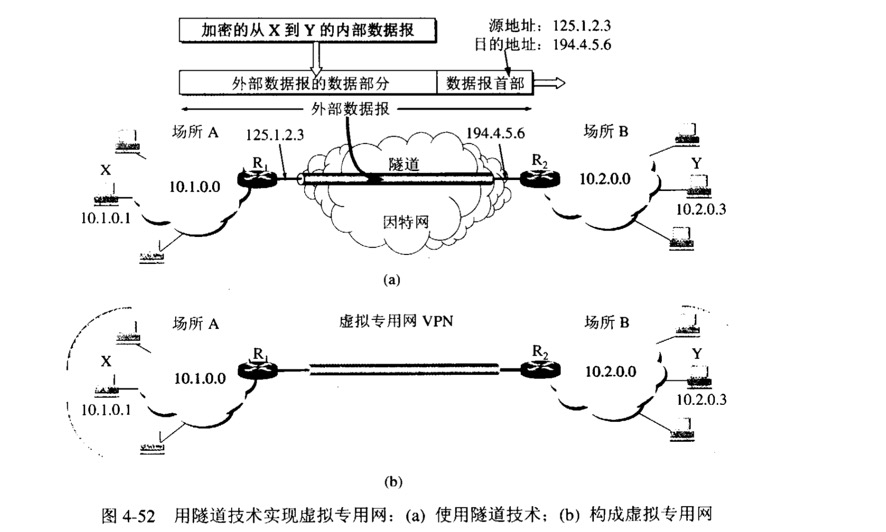 加密的从 X 到 Y 的内部数据报
源地址：125.1.2.3
目的地址：194.4.5.6
外部数据报的数据部分
数据报首部
外部数据报
场所 A
125.1.2.3
194.4.5.6
场所 B
X
10.1.0.0
R1
隧道
R2
10.2.0.0
Y
10.1.0.1
因特网
10.2.0.3
(a)
场所 A
虚拟专用网 VPN
场所 B
X
10.1.0.0
R1
R2
10.2.0.0
Y
10.1.0.1
10.2.0.3
(b)
图 4-52 用隧道技术实现虚拟专用网：(a) 使用隧道技术；(b) 构成虚拟专用网